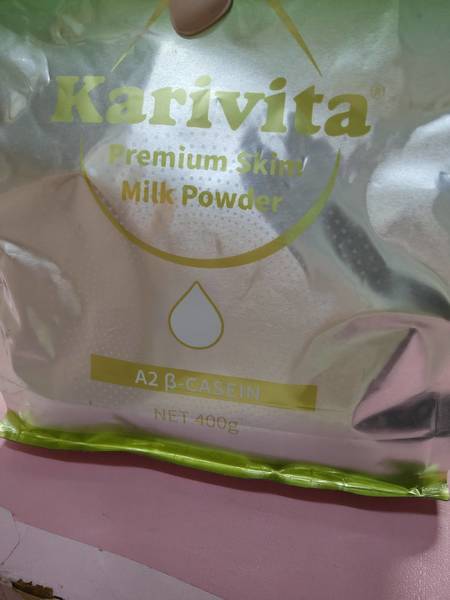 Karivita®
Premium Skim
Milk Powder
A2 β-CASEIN
NET 400g